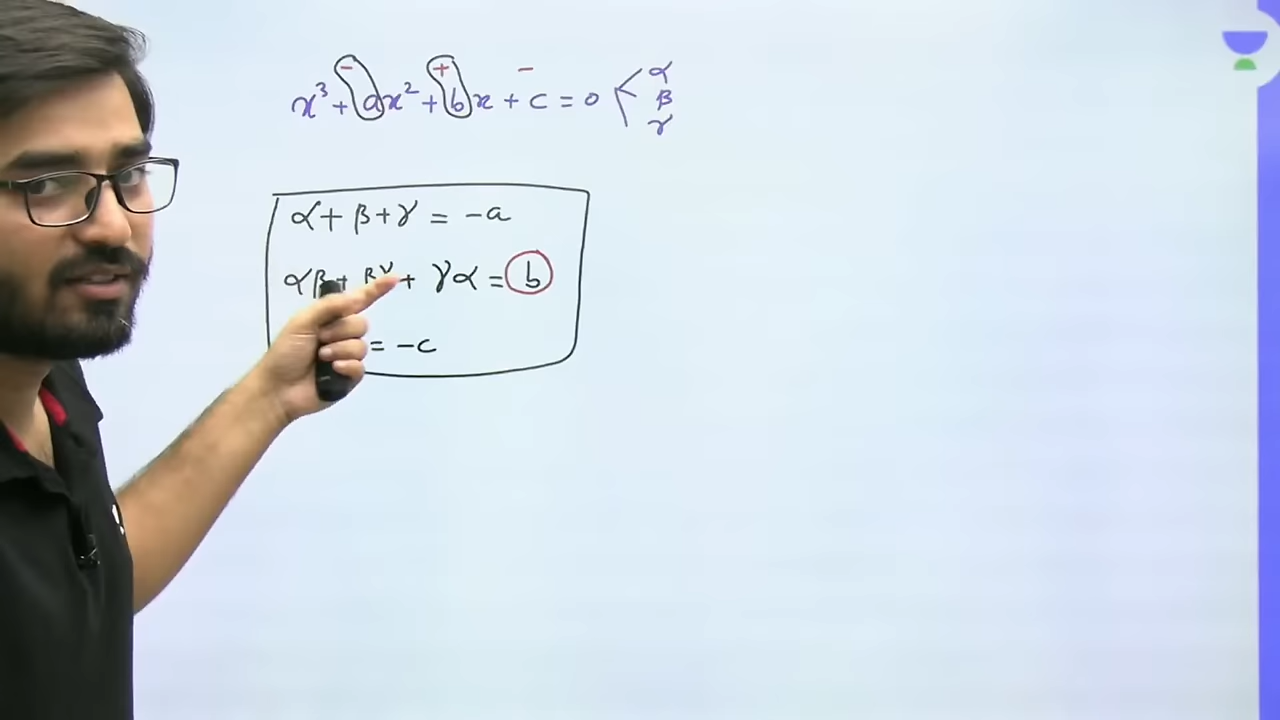 - + -
x³ + ax² + bx + c = 0 < α
β
γ
α + β + γ = -a
αβ + βγ + γα = b
= -c